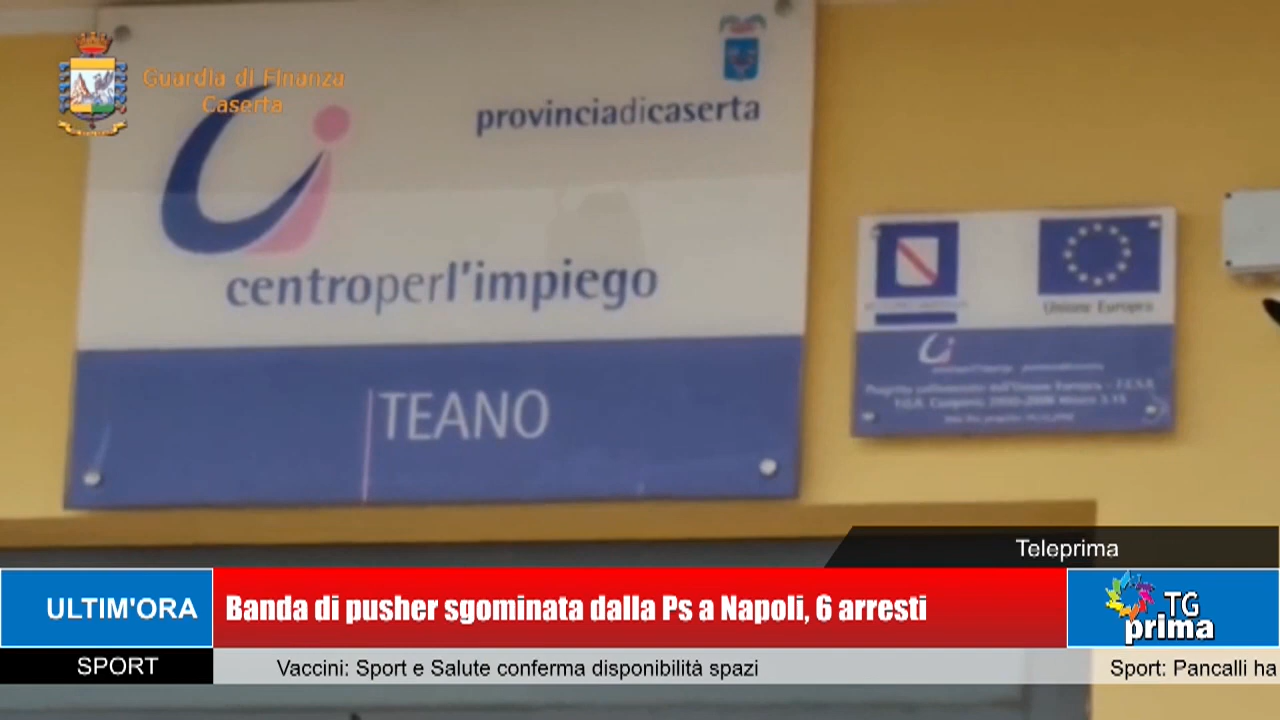 Guardia di Finanza
Caserta
provinciadicaserta
centroperl'impiego
TEANO
Unione Europea
Teleprima
ULTIM'ORA
Banda di pusher sgominata dalla Ps a Napoli, 6 arresti
TG
prima
SPORT
Vaccini: Sport e Salute conferma disponibilità spazi
Sport: Pancalli ha